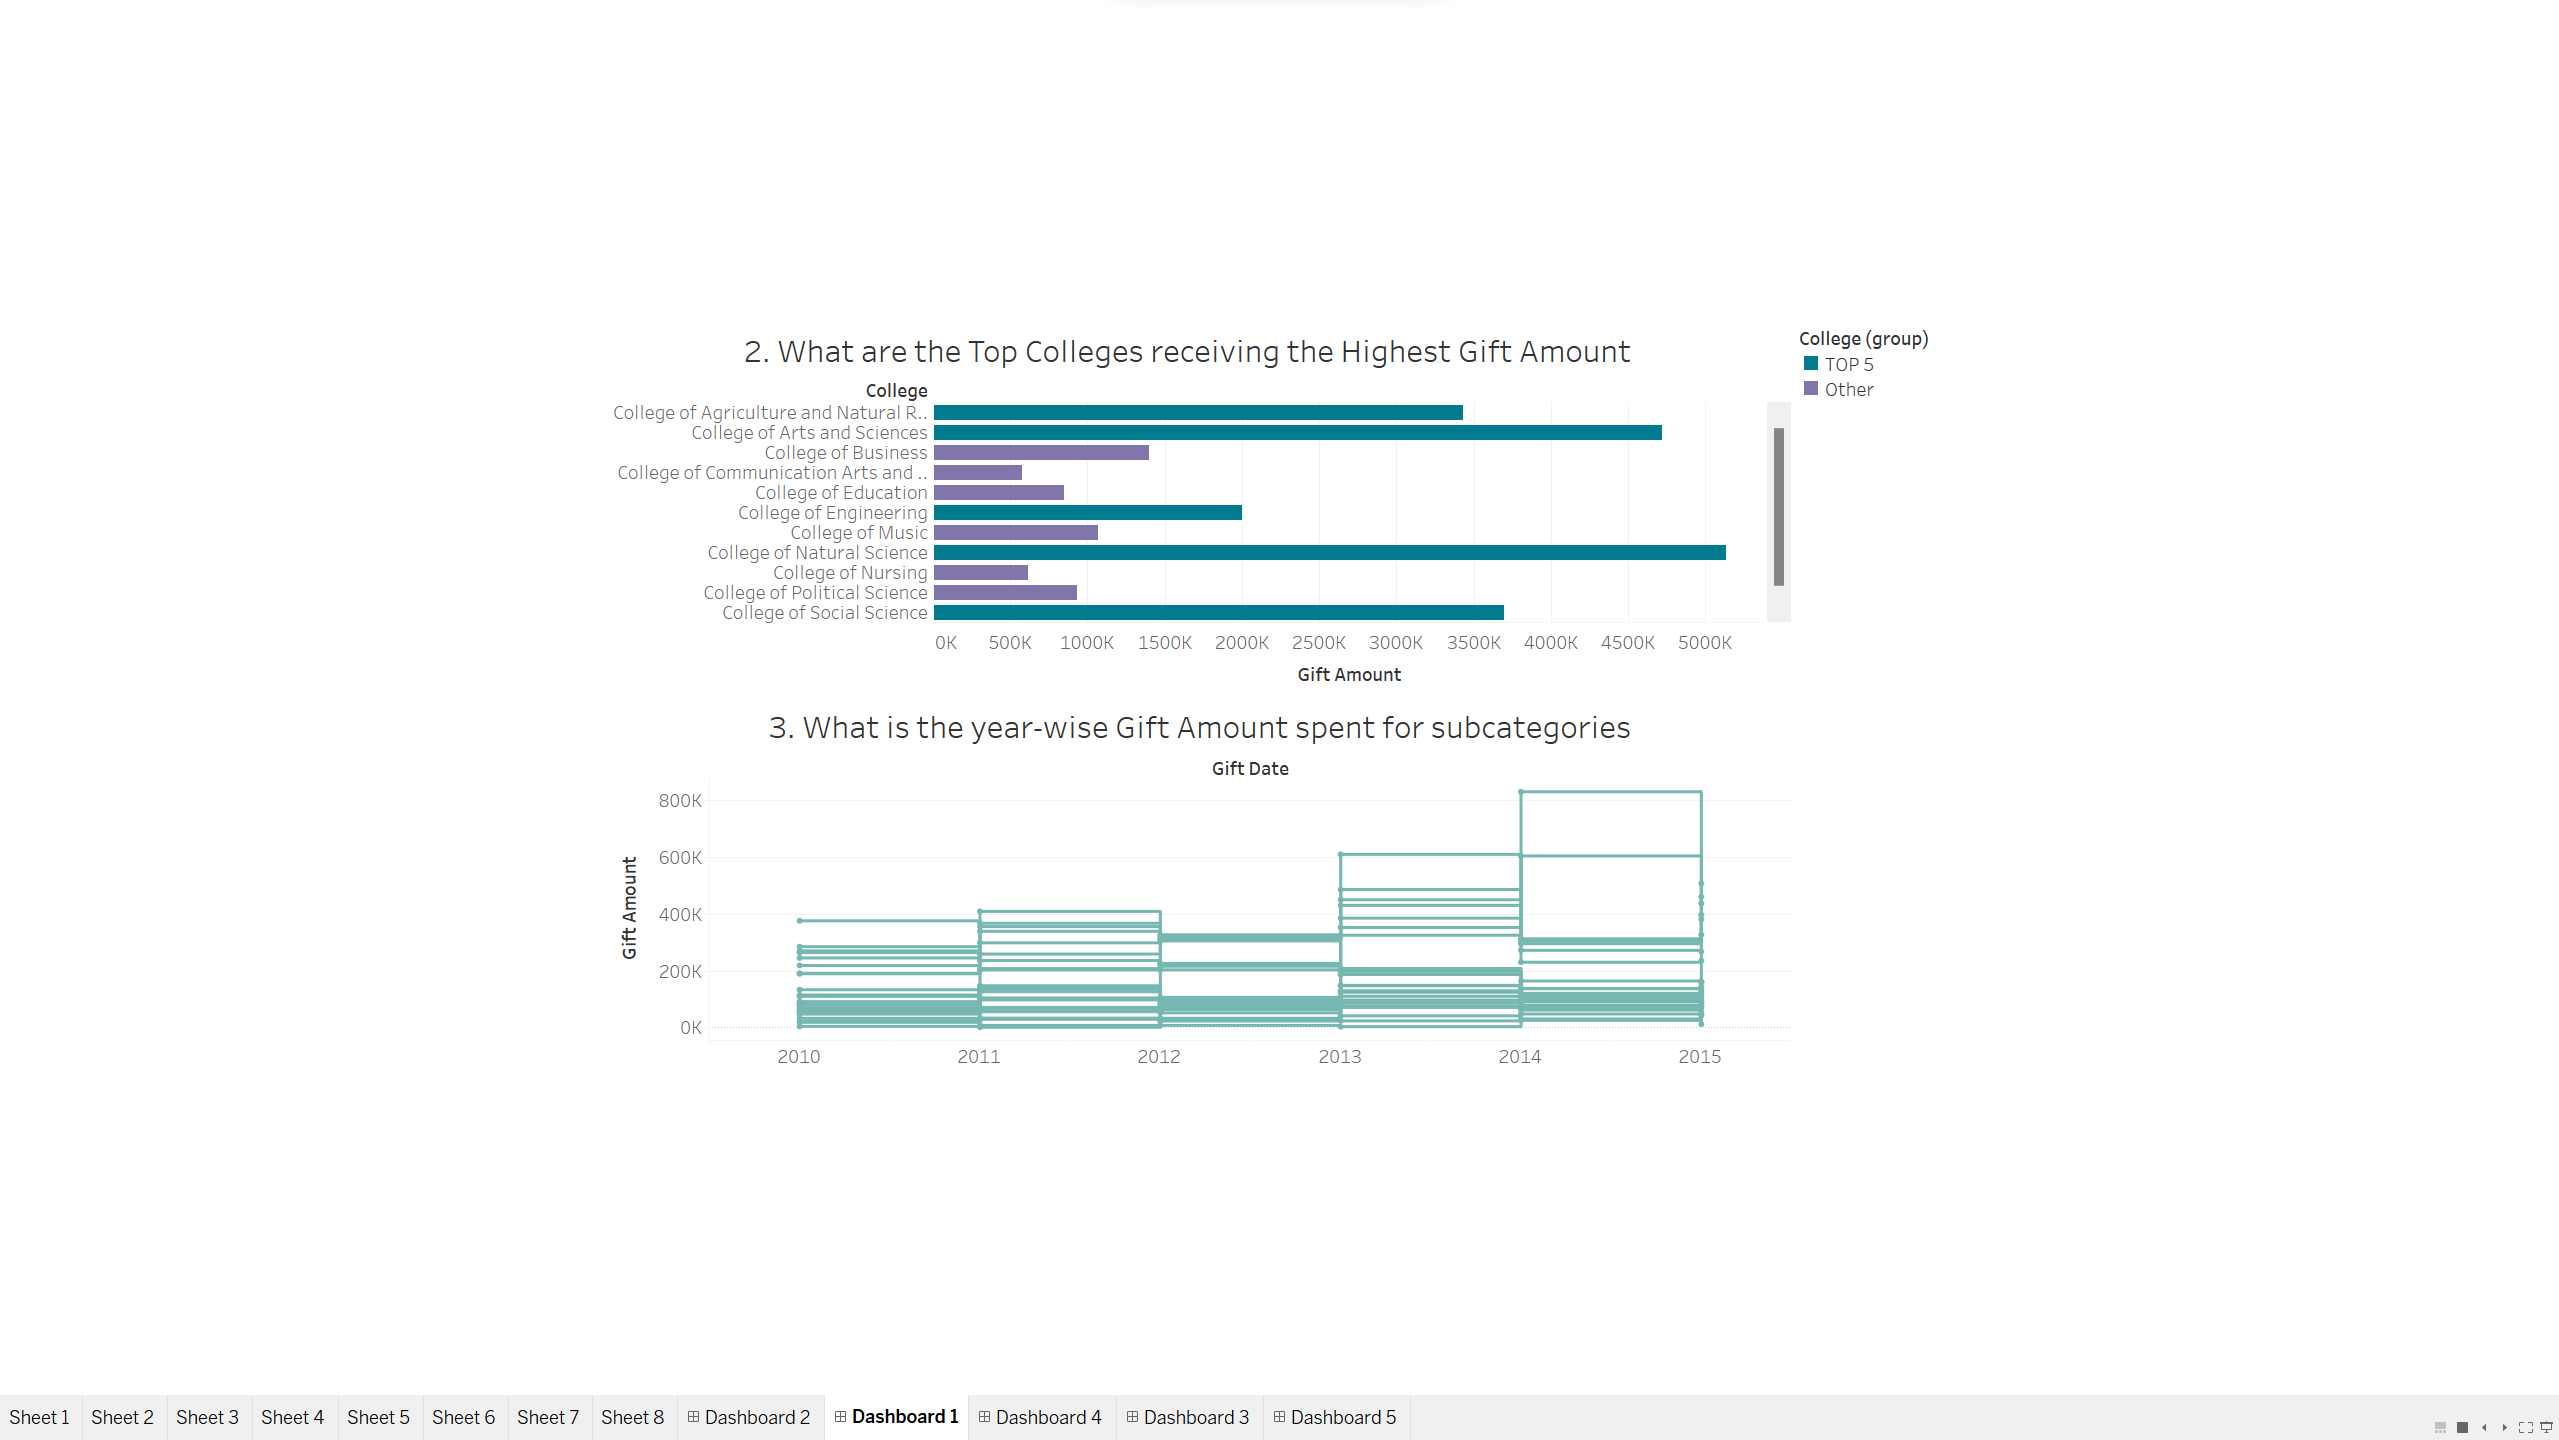 2. What are the Top Colleges receiving the Highest Gift Amount
College (group)
TOP 5
Other
College
College of Agriculture and Natural R..
College of Arts and Sciences
College of Business
College of Communication Arts and ..
College of Education
College of Engineering
College of Music
College of Natural Science
College of Nursing
College of Political Science
College of Social Science
0K 500K 1000K 1500K 2000K 2500K 3000K 3500K 4000K 4500K 5000K
Gift Amount
3. What is the year-wise Gift Amount spent for subcategories
Gift Date
Gift Amount
800K
600K
400K
200K
0K
2010 2011 2012 2013 2014 2015
Sheet 1 Sheet 2 Sheet 3 Sheet 4 Sheet 5 Sheet 6 Sheet 7 Sheet 8 Dashboard 2 Dashboard 1 Dashboard 4 Dashboard 3 Dashboard 5